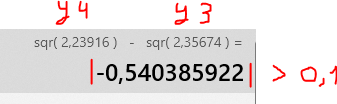 y4 y3
sqr( 2,23916 ) - sqr( 2,35674 ) =
|-0,540385922| > 0,1